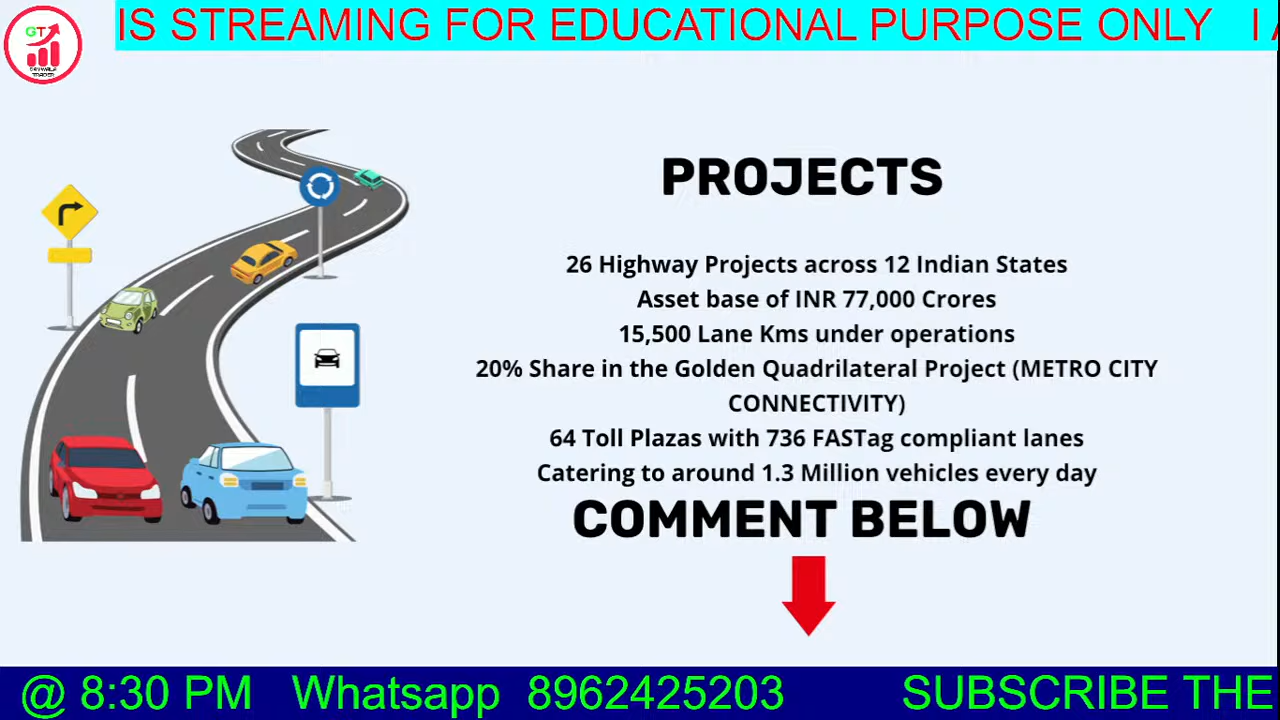 IS STREAMING FOR EDUCATIONAL PURPOSE ONLY I
GT
TRADER
PROJECTS
26 Highway Projects across 12 Indian States
Asset base of INR 77,000 Crores
15,500 Lane Kms under operations
20% Share in the Golden Quadrilateral Project (METRO CITY
CONNECTIVITY)
64 Toll Plazas with 736 FASTag compliant lanes
Catering to around 1.3 Million vehicles every day
COMMENT BELOW
@ 8:30 PM Whatsapp 8962425203 SUBSCRIBE THE